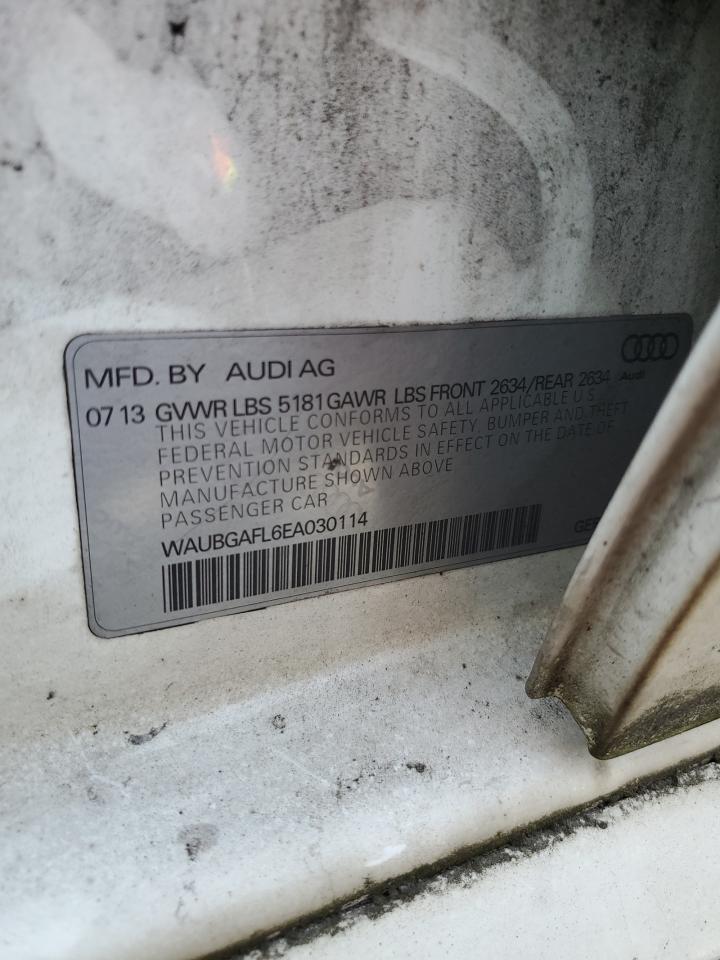 MFD. BY AUDI AG
Audi
07 13 GVWR LBS 5181 GAWR LBS FRONT 2634/REAR 2634
THIS VEHICLE CONFORMS TO ALL APPLICABLE U S
FEDERAL MOTOR VEHICLE SAFETY, BUMPER AND THEFT
PREVENTION STANDARDS IN EFFECT ON THE DATE OF
MANUFACTURE SHOWN ABOVE
PASSENGER CAR
WAUBGAFL6EA030114